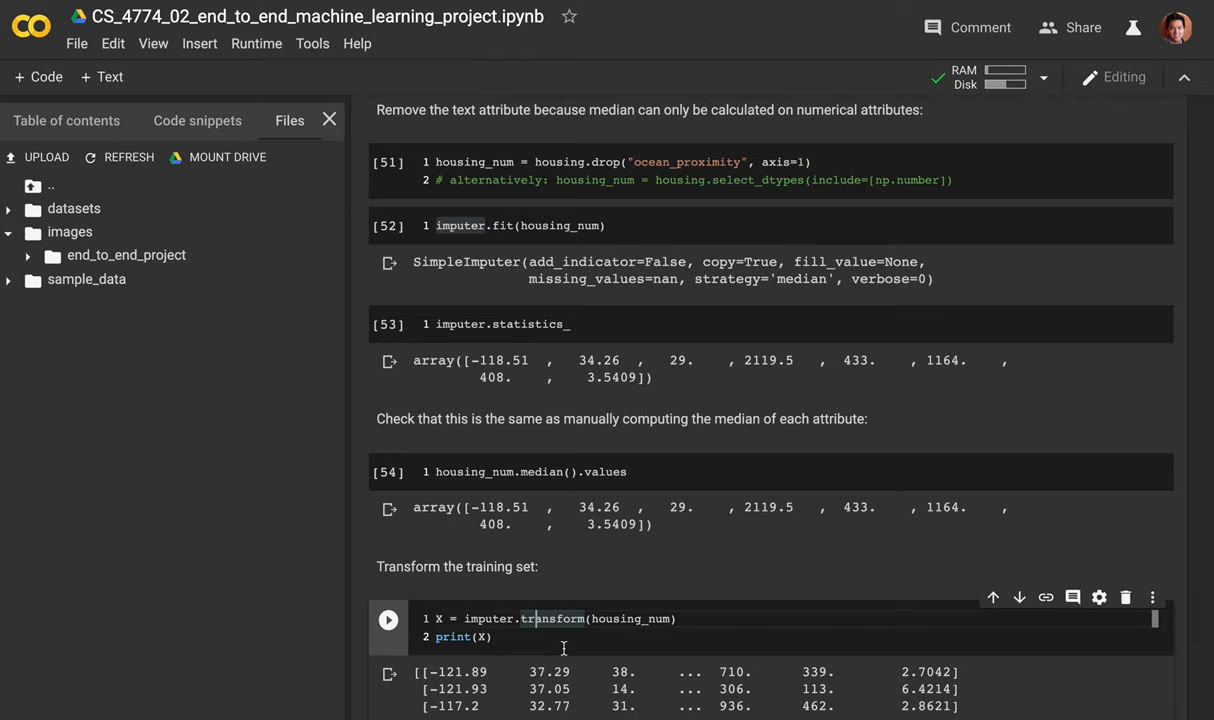 CS_4774_02_end_to_end_machine_learning_project.ipynb
File Edit View Insert Runtime Tools Help
Comment Share
+ Code + Text
RAM
Disk
Editing
Table of contents Code snippets Files
UPLOAD REFRESH MOUNT DRIVE
..
datasets
images
end_to_end_project
sample_data
Remove the text attribute because median can only be calculated on numerical attributes:
[51] 1 housing_num = housing.drop("ocean_proximity", axis=1)
2 # alternatively: housing_num = housing.select_dtypes(include=[np.number])
[52] 1 imputer.fit(housing_num)
SimpleImputer(add_indicator=False, copy=True, fill_value=None,
missing_values=nan, strategy='median', verbose=0)
[53] 1 imputer.statistics_
array([-118.51 , 34.26 , 29. , 2119.5 , 433. , 1164. ,
408. , 3.5409])
Check that this is the same as manually computing the median of each attribute:
[54] 1 housing_num.median().values
array([-118.51 , 34.26 , 29. , 2119.5 , 433. , 1164. ,
408. , 3.5409])
Transform the training set:
1 X = imputer.transform(housing_num)
2 print(X)
[[-121.89 37.29 38. ... 710. 339. 2.7042]
[-121.93 37.05 14. ... 306. 113. 6.4214]
[-117.2 32.77 31. ... 936. 462. 2.8621]